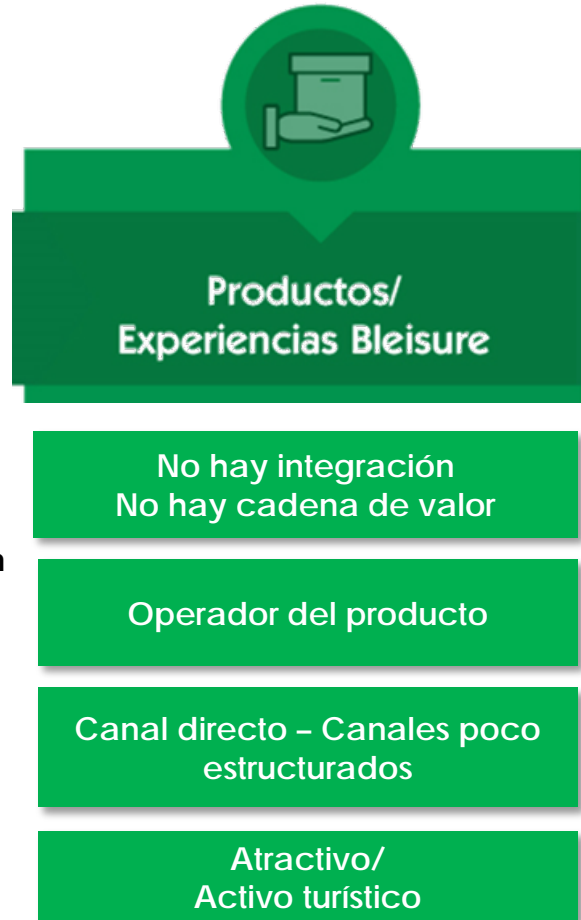 Productos/
Experiencias Bleisure
No hay integración
No hay cadena de valor
Operador del producto
Canal directo – Canales poco
estructurados
Atractivo/
Activo turístico